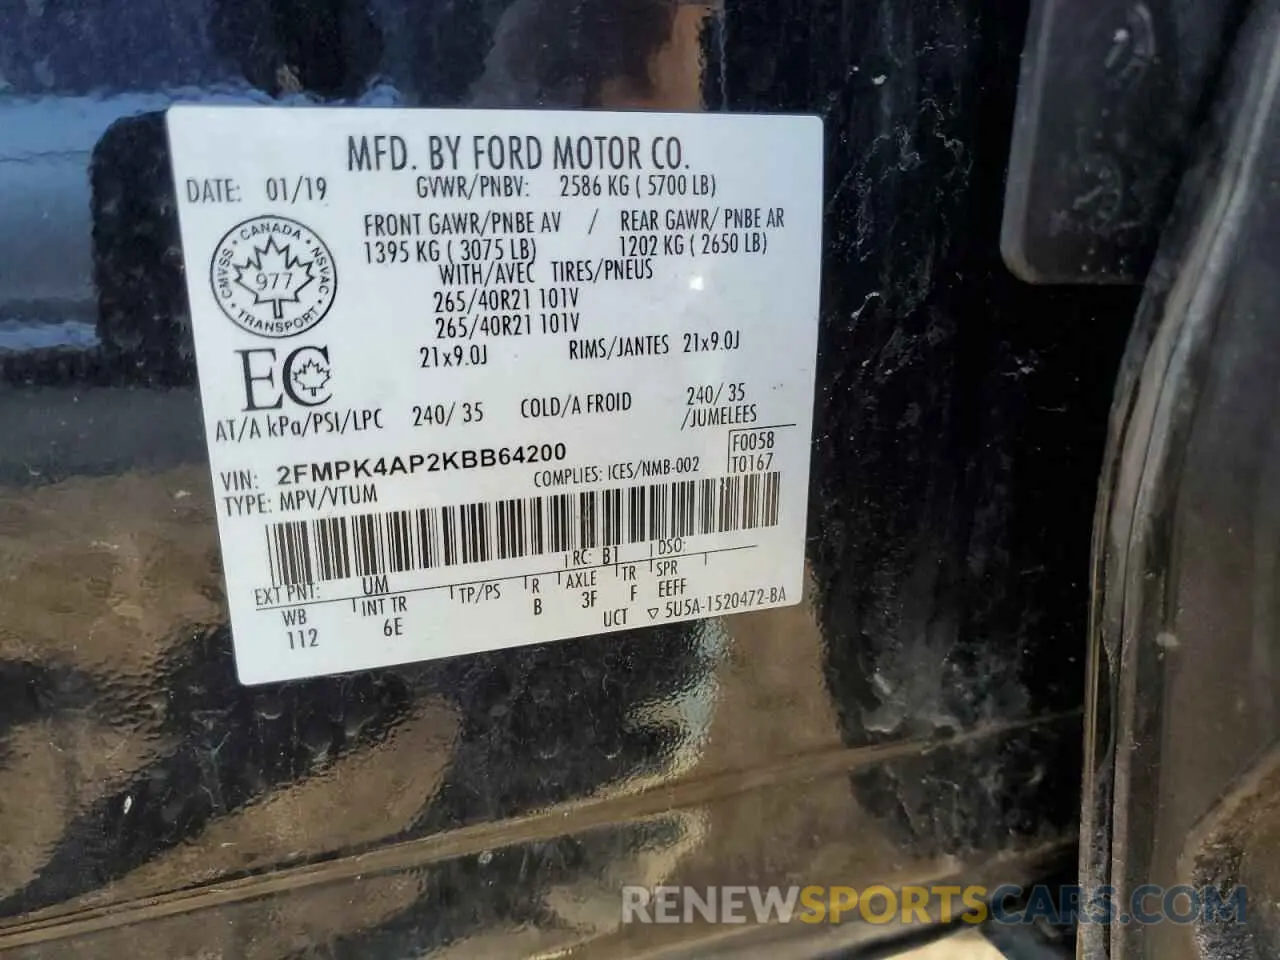 MFD. BY FORD MOTOR CO.
DATE: 01/19 GVWR/PNBV: 2586 KG ( 5700 LB)
FRONT GAWR/PNBE AV / REAR GAWR/ PNBE AR
1395 KG ( 3075 LB) 1202 KG ( 2650 LB)
WITH/AVEC TIRES/PNEUS
265/40R21 101V
265/40R21 101V
21x9.0J RIMS/JANTES 21x9.0J
CANADA
CMVSS 977 NSVAC
TRANSPORT
EC
AT/A kPa/PSI/LPC 240/ 35 COLD/A FROID 240/ 35
/JUMELEES
VIN: 2FMPK4AP2KBB64200 F0058
TYPE: MPV/VTUM COMPLIES: ICES/NMB-002 T0167
EXT PNT: UM RC: B1 DSO:
WB INT TR TP/PS R AXLE TR SPR
112 6E B 3F F EEFF
UCT ▽ 5U5A-1520472-BA
RENEWSPORTSCARS.COM